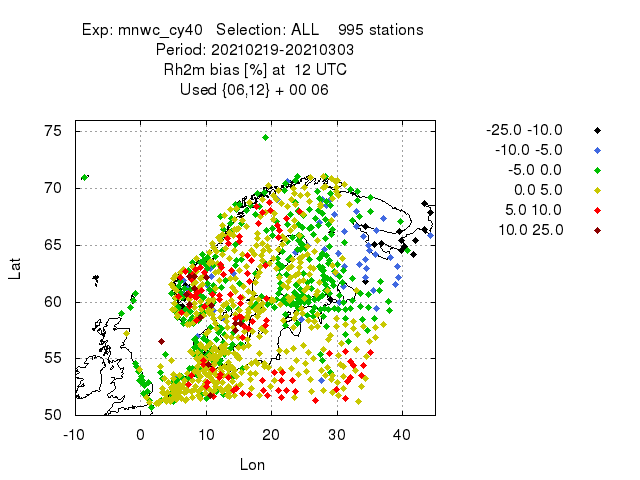 Exp: mnwc_cy40 Selection: ALL 995 stations
Period: 20210219-20210303
Rh2m bias [%] at 12 UTC
Used {06,12} + 00 06
-25.0 -10.0
-10.0 -5.0
-5.0 0.0
0.0 5.0
5.0 10.0
10.0 25.0
75
70
65
60
55
50
Lat
-10 0 10 20 30 40
Lon